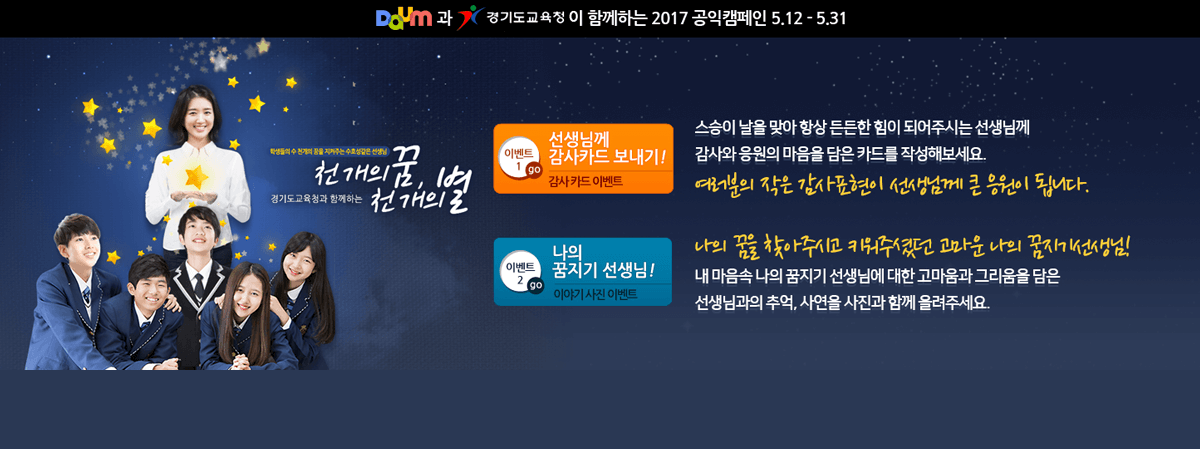 Daum 과 경기도교육청 이 함께하는 2017 공익캠페인 5.12 - 5.31
학생들의 수 천개의 꿈을 지켜주는 수호성같은 선생님
천 개의 꿈,
경기도교육청과 함께하는
천 개의 별
이벤트
1
go
선생님께
감사카드 보내기!
감사 카드 이벤트
스승이 날을 맞아 항상 든든한 힘이 되어주시는 선생님께
감사와 응원의 마음을 담은 카드를 작성해보세요.
여러분의 작은 감사표현이 선생님께 큰 응원이 됩니다.
이벤트
2
go
나의
꿈지기 선생님!
이야기 사진 이벤트
나의 꿈을 찾아주시고 키워주셨던 고마운 나의 꿈지기선생님!
내 마음속 나의 꿈지기 선생님에 대한 고마움과 그리움을 담은
선생님과의 추억, 사연을 사진과 함께 올려주세요.